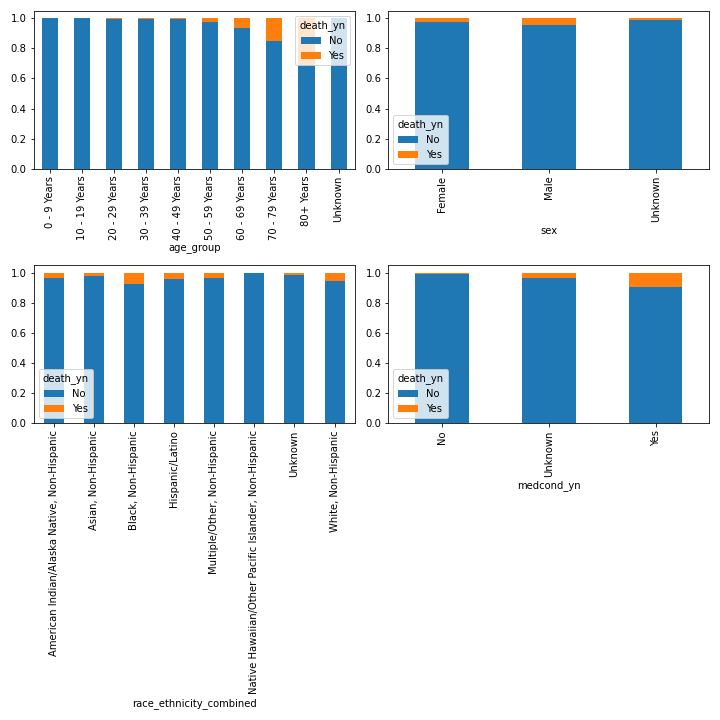 1.0
0.8
0.6
0.4
0.2
0.0
death_yn
No
Yes
0 - 9 Years
10 - 19 Years
20 - 29 Years
30 - 39 Years
40 - 49 Years
50 - 59 Years
60 - 69 Years
70 - 79 Years
80+ Years
Unknown
age_group
1.0
0.8
0.6
0.4
0.2
0.0
death_yn
No
Yes
Female
Male
Unknown
sex
1.0
0.8
0.6
0.4
0.2
0.0
death_yn
No
Yes
American Indian/Alaska Native, Non-Hispanic
Asian, Non-Hispanic
Black, Non-Hispanic
Hispanic/Latino
Multiple/Other, Non-Hispanic
Native Hawaiian/Other Pacific Islander, Non-Hispanic
Unknown
White, Non-Hispanic
race_ethnicity_combined
1.0
0.8
0.6
0.4
0.2
0.0
death_yn
No
Yes
No
Unknown
Yes
medcond_yn